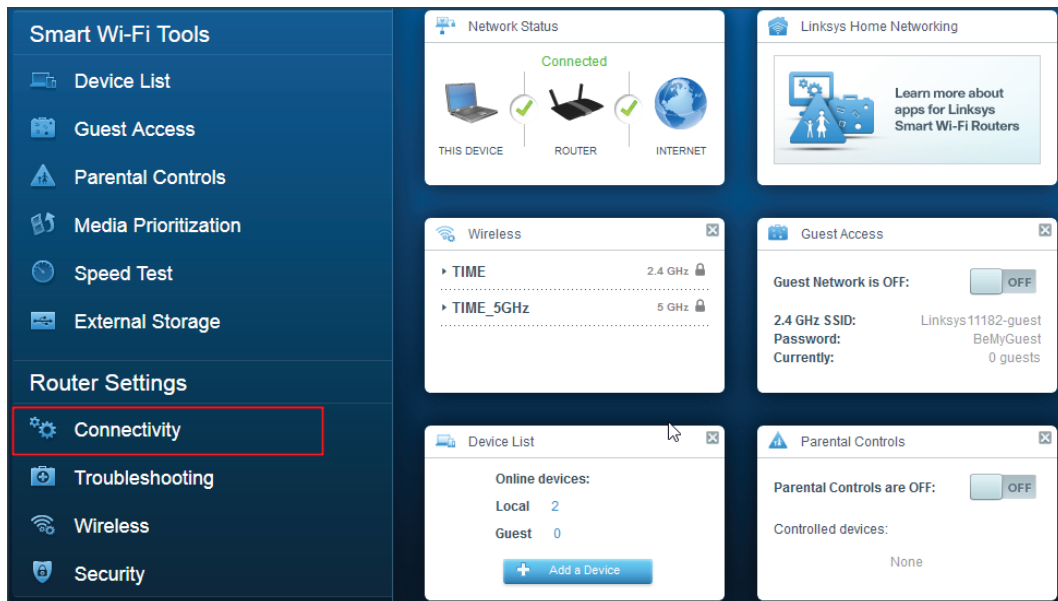 Smart Wi-Fi Tools
Device List
Guest Access
Parental Controls
Media Prioritization
Speed Test
External Storage
Router Settings
Connectivity
Troubleshooting
Wireless
Security
Network Status
Connected
THIS DEVICE
ROUTER
INTERNET
Linksys Home Networking
Learn more about
apps for Linksys
Smart Wi-Fi Routers
Wireless
TIME 2.4 GHz
TIME_5GHz 5 GHz
Guest Access
Guest Network is OFF: OFF
2.4 GHz SSID: Linksys11182-guest
Password: BeMyGuest
Currently: 0 guests
Device List
Online devices:
Local 2
Guest 0
Add a Device
Parental Controls
Parental Controls are OFF: OFF
Controlled devices:
None